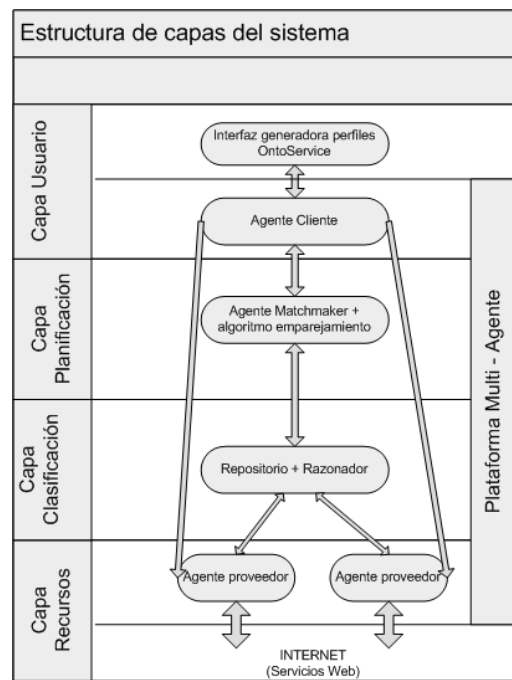 Estructura de capas del sistema
Capa Usuario
Interfaz generadora perfiles
OntoService
Agente Cliente
Capa
Planificación
Agente Matchmaker +
algoritmo emparejamiento
Capa
Clasificación
Repositorio + Razonador
Capa
Recursos
Agente proveedor
Agente proveedor
INTERNET
(Servicios Web)
Plataforma Multi - Agente